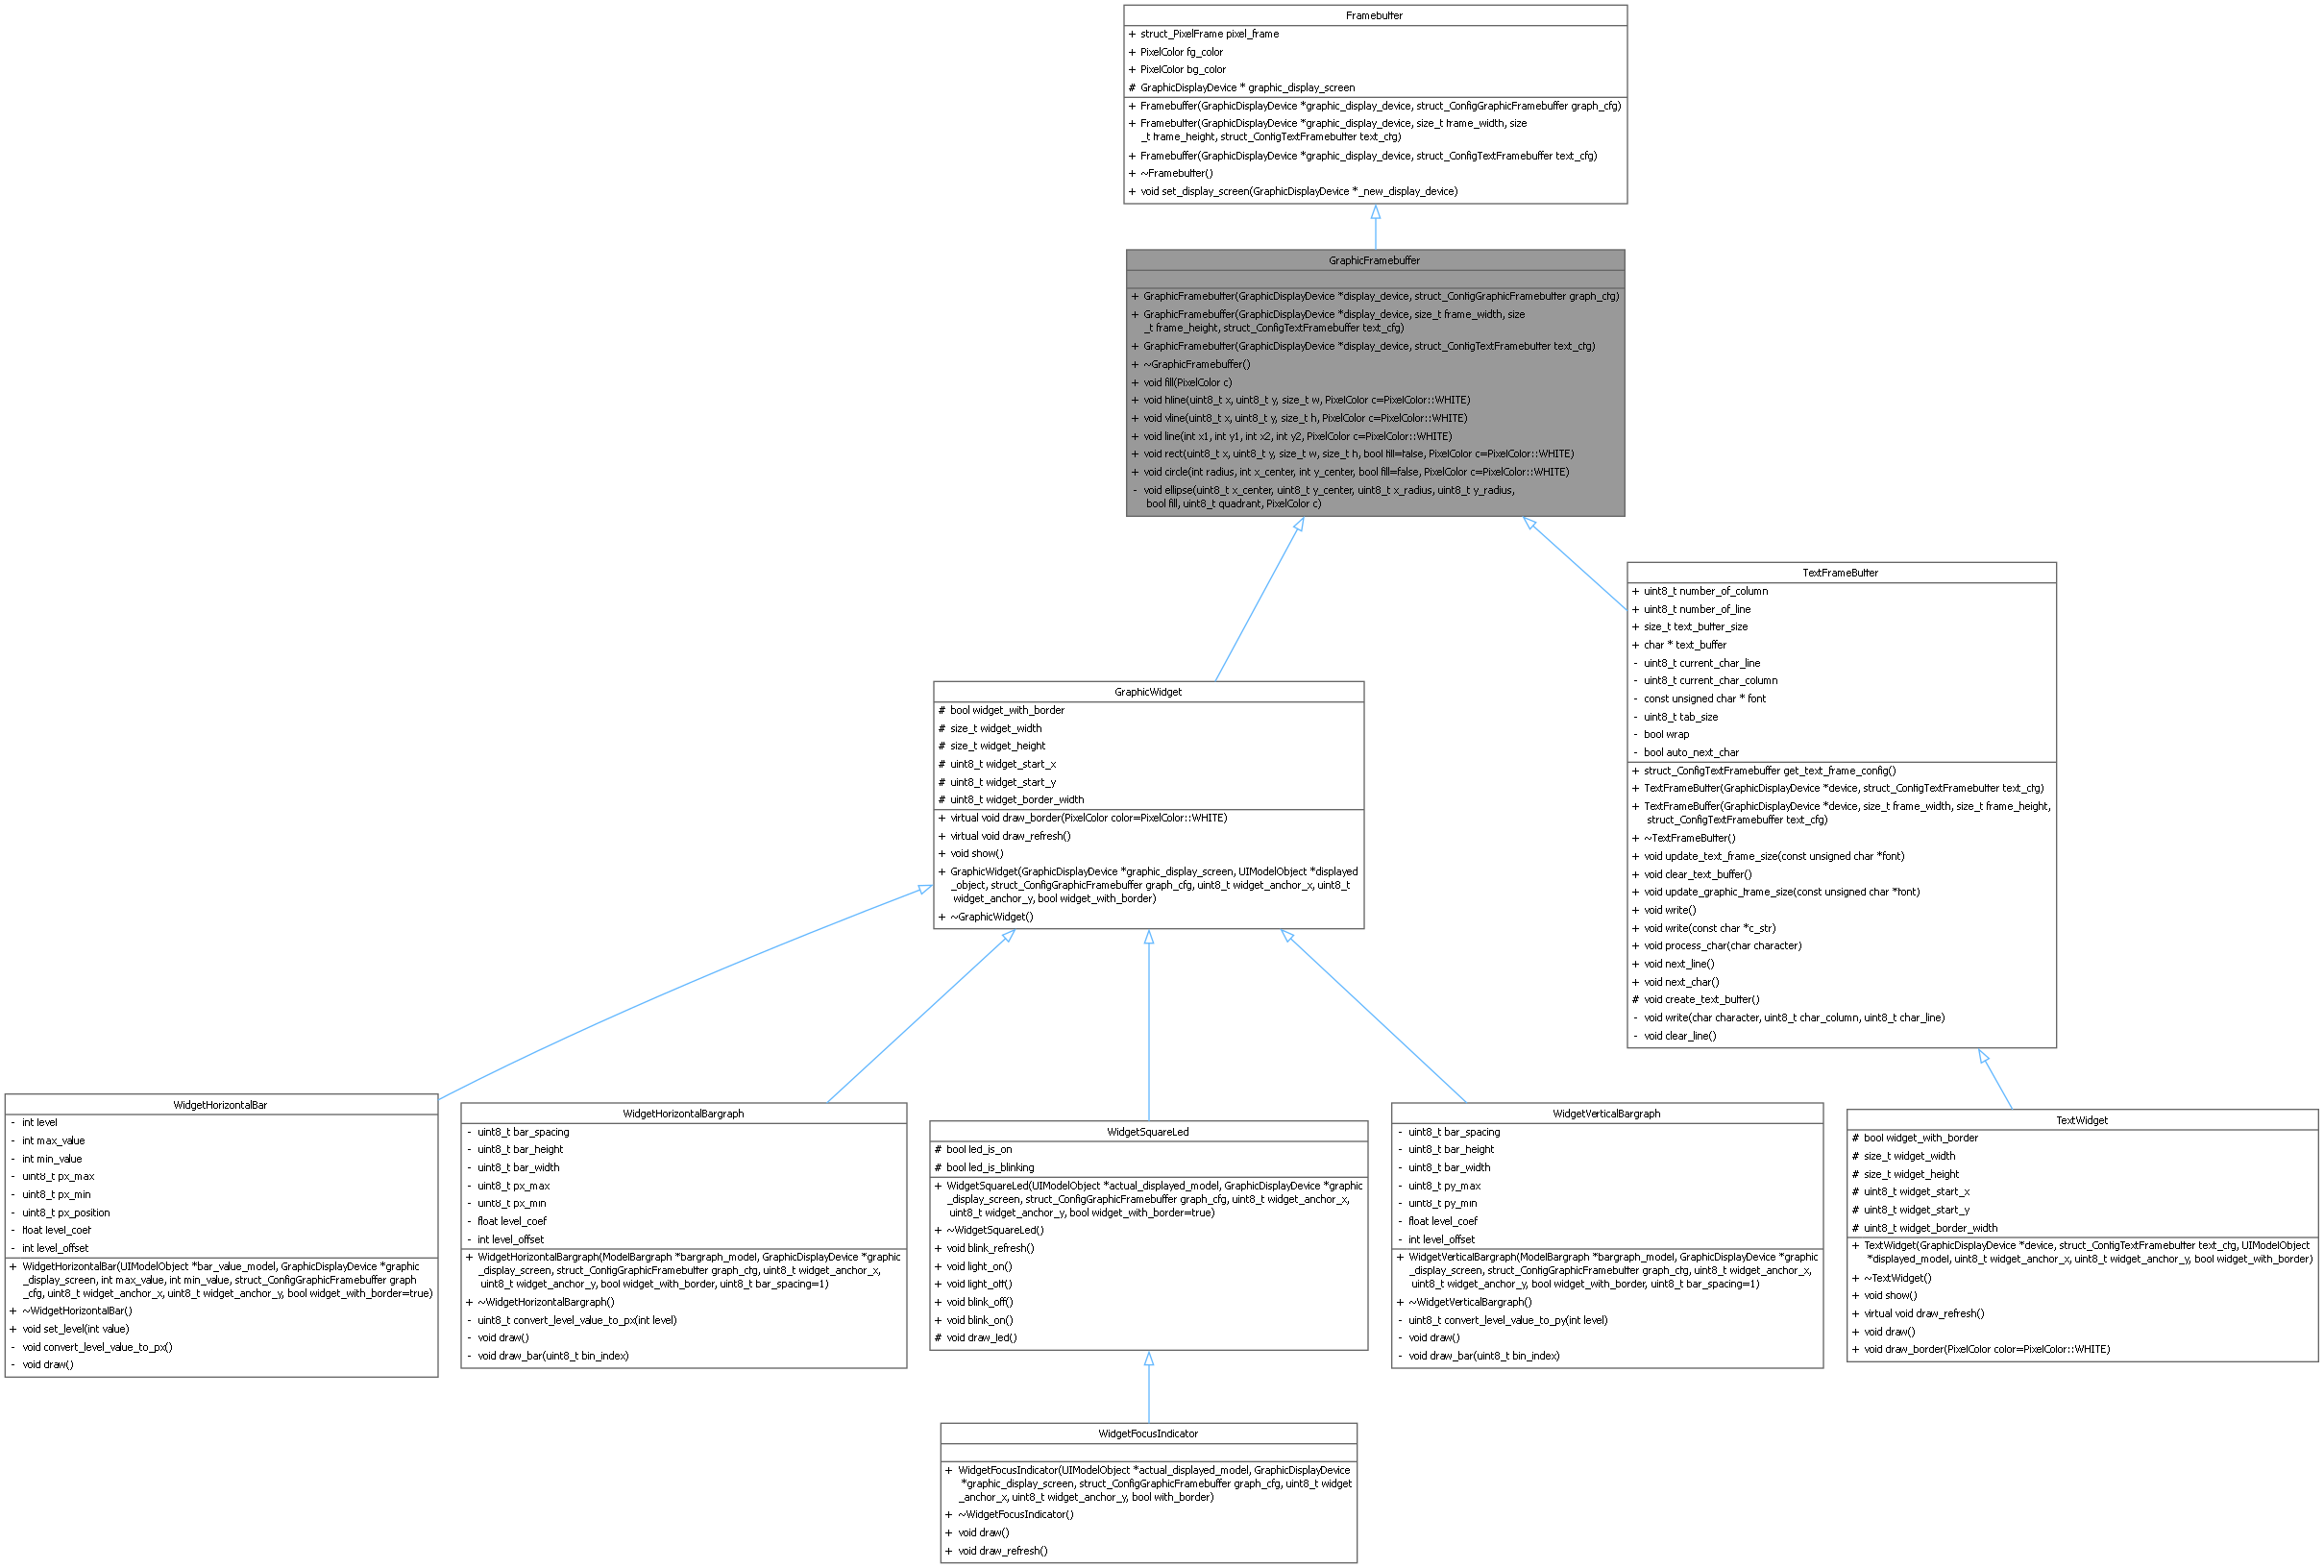 Framebuffer
+ struct_PixelFrame pixel_frame
+ PixelColor fg_color
+ PixelColor bg_color
# GraphicDisplayDevice * graphic_display_screen
+ Framebuffer(GraphicDisplayDevice *graphic_display_device, struct_ConfigGraphicFramebuffer graph_cfg)
+ Framebuffer(GraphicDisplayDevice *graphic_display_device, size_t frame_width, size
_t frame_height, struct_ConfigTextFramebuffer text_cfg)
+ Framebuffer(GraphicDisplayDevice *graphic_display_device, struct_ConfigTextFramebuffer text_cfg)
+ ~Framebuffer()
+ void set_display_screen(GraphicDisplayDevice *_new_display_device)
GraphicFramebuffer
+ GraphicFramebuffer(GraphicDisplayDevice *display_device, struct_ConfigGraphicFramebuffer graph_cfg)
+ GraphicFramebuffer(GraphicDisplayDevice *display_device, size_t frame_width, size
_t frame_height, struct_ConfigTextFramebuffer text_cfg)
+ GraphicFramebuffer(GraphicDisplayDevice *display_device, struct_ConfigTextFramebuffer text_cfg)
+ ~GraphicFramebuffer()
+ void fill(PixelColor c)
+ void hline(uint8_t x, uint8_t y, size_t w, PixelColor c=PixelColor::WHITE)
+ void vline(uint8_t x, uint8_t y, size_t h, PixelColor c=PixelColor::WHITE)
+ void line(int x1, int y1, int x2, int y2, PixelColor c=PixelColor::WHITE)
+ void rect(uint8_t x, uint8_t y, size_t w, size_t h, bool fill=false, PixelColor c=PixelColor::WHITE)
+ void circle(int radius, int x_center, int y_center, bool fill=false, PixelColor c=PixelColor::WHITE)
- void ellipse(uint8_t x_center, uint8_t y_center, uint8_t x_radius, uint8_t y_radius,
bool fill, uint8_t quadrant, PixelColor c)
TextFrameBuffer
+ uint8_t number_of_column
+ uint8_t number_of_line
+ size_t text_buffer_size
+ char * text_buffer
- uint8_t current_char_line
- uint8_t current_char_column
- const unsigned char * font
- uint8_t tab_size
- bool wrap
- bool auto_next_char
+ struct_ConfigTextFramebuffer get_text_frame_config()
+ TextFrameBuffer(GraphicDisplayDevice *device, struct_ConfigTextFramebuffer text_cfg)
+ TextFrameBuffer(GraphicDisplayDevice *device, size_t frame_width, size_t frame_height,
struct_ConfigTextFramebuffer text_cfg)
+ ~TextFrameBuffer()
+ void update_text_frame_size(const unsigned char *font)
+ void clear_text_buffer()
+ void update_graphic_frame_size(const unsigned char *font)
+ void write()
+ void write(const char *c_str)
+ void process_char(char character)
+ void next_line()
+ void next_char()
# void create_text_buffer()
- void write(char character, uint8_t char_column, uint8_t char_line)
- void clear_line()
GraphicWidget
# bool widget_with_border
# size_t widget_width
# size_t widget_height
# uint8_t widget_start_x
# uint8_t widget_start_y
# uint8_t widget_border_width
+ virtual void draw_border(PixelColor color=PixelColor::WHITE)
+ virtual void draw_refresh()
+ void show()
+ GraphicWidget(GraphicDisplayDevice *graphic_display_screen, UIModelObject *displayed
_object, struct_ConfigGraphicFramebuffer graph_cfg, uint8_t widget_anchor_x, uint8_t
widget_anchor_y, bool widget_with_border)
+ ~GraphicWidget()
WidgetHorizontalBar
- int level
- int max_value
- int min_value
- uint8_t px_max
- uint8_t px_min
- uint8_t px_position
- float level_coef
- int level_offset
+ WidgetHorizontalBar(UIModelObject *bar_value_model, GraphicDisplayDevice *graphic
_display_screen, int max_value, int min_value, struct_ConfigGraphicFramebuffer graph
_cfg, uint8_t widget_anchor_x, uint8_t widget_anchor_y, bool widget_with_border=true)
+ ~WidgetHorizontalBar()
+ void set_level(int value)
- void convert_level_value_to_px()
- void draw()
WidgetHorizontalBargraph
- uint8_t bar_spacing
- uint8_t bar_height
- uint8_t bar_width
- uint8_t px_max
- uint8_t px_min
- float level_coef
- int level_offset
+ WidgetHorizontalBargraph(ModelBargraph *bargraph_model, GraphicDisplayDevice *graphic
_display_screen, struct_ConfigGraphicFramebuffer graph_cfg, uint8_t widget_anchor_x,
uint8_t widget_anchor_y, bool widget_with_border, uint8_t bar_spacing=1)
+ ~WidgetHorizontalBargraph()
- uint8_t convert_level_value_to_px(int level)
- void draw()
- void draw_bar(uint8_t bin_index)
WidgetSquareLed
# bool led_is_on
# bool led_is_blinking
+ WidgetSquareLed(UIModelObject *actual_displayed_model, GraphicDisplayDevice *graphic
_display_screen, struct_ConfigGraphicFramebuffer graph_cfg, uint8_t widget_anchor_x,
uint8_t widget_anchor_y, bool widget_with_border=true)
+ ~WidgetSquareLed()
+ void blink_refresh()
+ void light_on()
+ void light_off()
+ void blink_off()
+ void blink_on()
# void draw_led()
WidgetVerticalBargraph
- uint8_t bar_spacing
- uint8_t bar_height
- uint8_t bar_width
- uint8_t py_max
- uint8_t py_min
- float level_coef
- int level_offset
+ WidgetVerticalBargraph(ModelBargraph *bargraph_model, GraphicDisplayDevice *graphic
_display_screen, struct_ConfigGraphicFramebuffer graph_cfg, uint8_t widget_anchor_x,
uint8_t widget_anchor_y, bool widget_with_border, uint8_t bar_spacing=1)
+ ~WidgetVerticalBargraph()
- uint8_t convert_level_value_to_py(int level)
- void draw()
- void draw_bar(uint8_t bin_index)
TextWidget
# bool widget_with_border
# size_t widget_width
# size_t widget_height
# uint8_t widget_start_x
# uint8_t widget_start_y
# uint8_t widget_border_width
+ TextWidget(GraphicDisplayDevice *device, struct_ConfigTextFramebuffer text_cfg, UIModelObject
*displayed_model, uint8_t widget_anchor_x, uint8_t widget_anchor_y, bool widget_with_border)
+ ~TextWidget()
+ void show()
+ virtual void draw_refresh()
+ void draw()
+ void draw_border(PixelColor color=PixelColor::WHITE)
WidgetFocusIndicator
+ WidgetFocusIndicator(UIModelObject *actual_displayed_model, GraphicDisplayDevice
*graphic_display_screen, struct_ConfigGraphicFramebuffer graph_cfg, uint8_t widget
_anchor_x, uint8_t widget_anchor_y, bool with_border)
+ ~WidgetFocusIndicator()
+ void draw()
+ void draw_refresh()